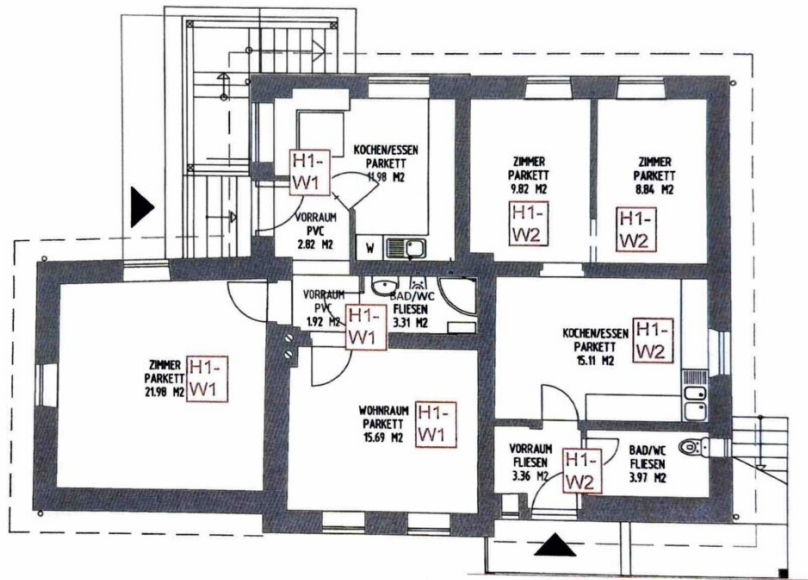 KOCHEN/ESSEN
PARKETT
11.98 M2
H1-
W1
VORRAUM
PVC
2.82 M2
W
ZIMMER
PARKETT
9.82 M2
H1-
W2
ZIMMER
PARKETT
8.84 M2
H1-
W2
VORRAUM
PVC
1.92 M2
BAD/WC
FLIESEN
3.31 M2
H1-
W1
ZIMMER
PARKETT
21.98 M2
H1-
W1
WOHNRAUM
PARKETT
15.69 M2
H1-
W1
KOCHEN/ESSEN
PARKETT
15.11 M2
H1-
W2
VORRAUM
FLIESEN
3.36 M2
H1-
W2
BAD/WC
FLIESEN
3.97 M2